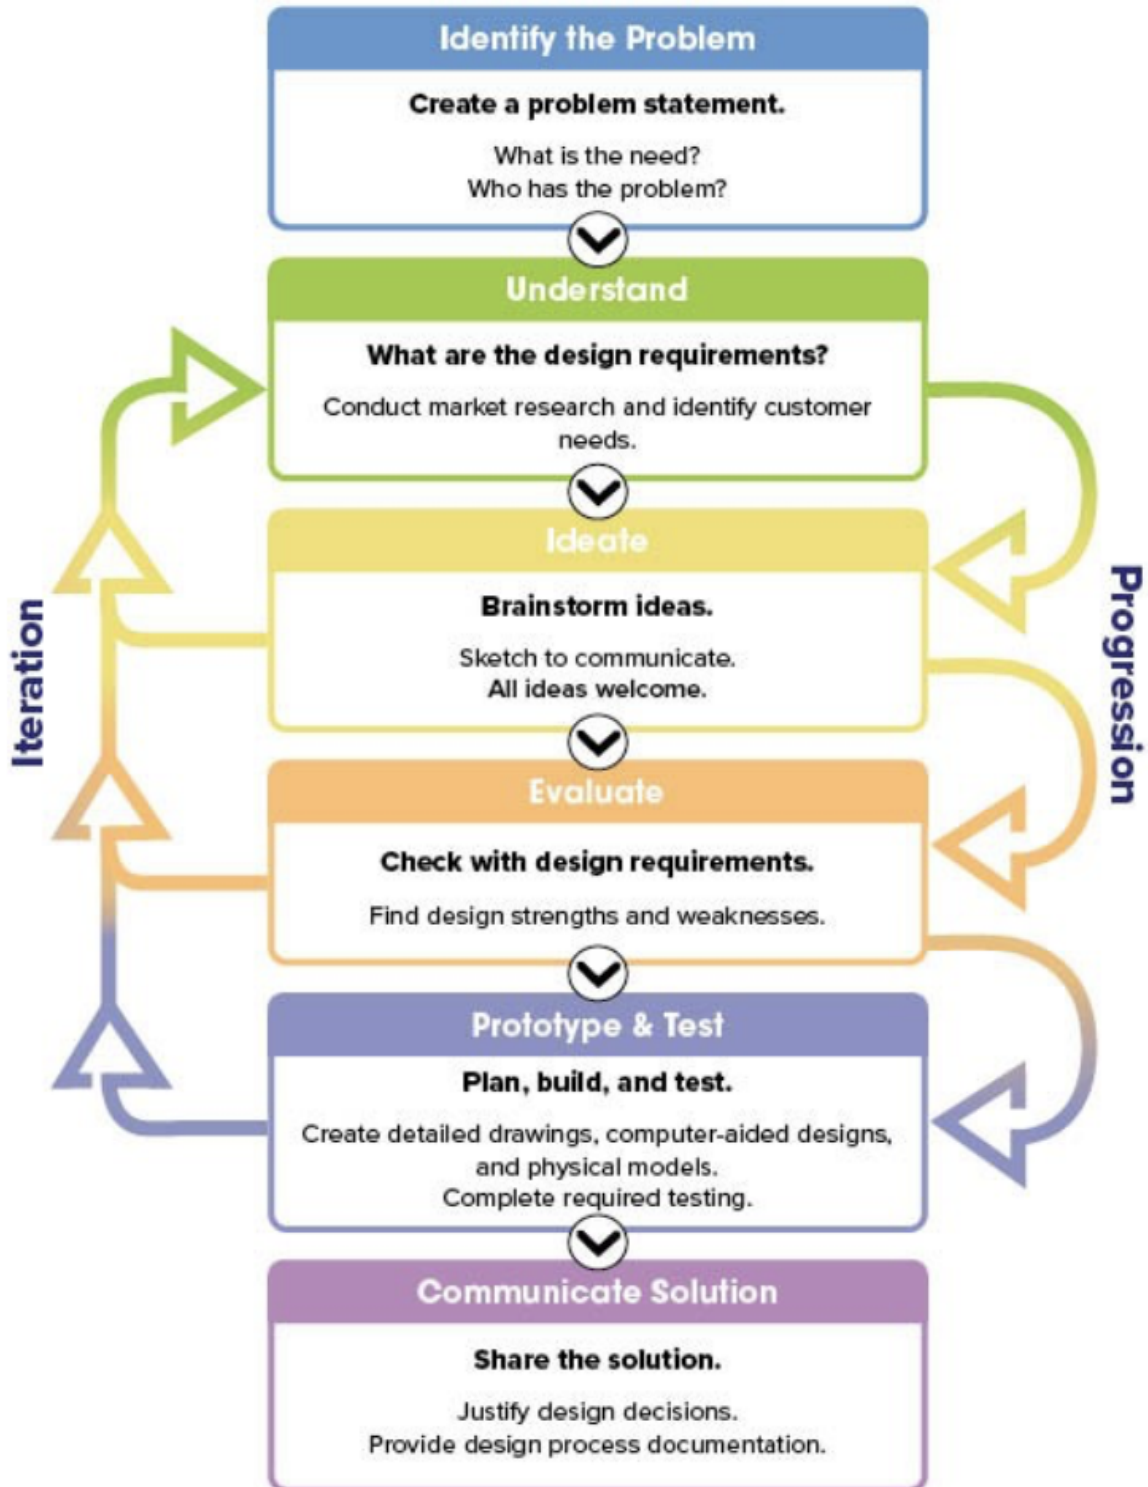 Identify the Problem
Create a problem statement.
What is the need?
Who has the problem?
Understand
What are the design requirements?
Conduct market research and identify customer
needs.
Ideate
Brainstorm ideas.
Sketch to communicate.
All ideas welcome.
Evaluate
Check with design requirements.
Find design strengths and weaknesses.
Prototype & Test
Plan, build, and test.
Create detailed drawings, computer-aided designs,
and physical models.
Complete required testing.
Communicate Solution
Share the solution.
Justify design decisions.
Provide design process documentation.
Iteration
Progression